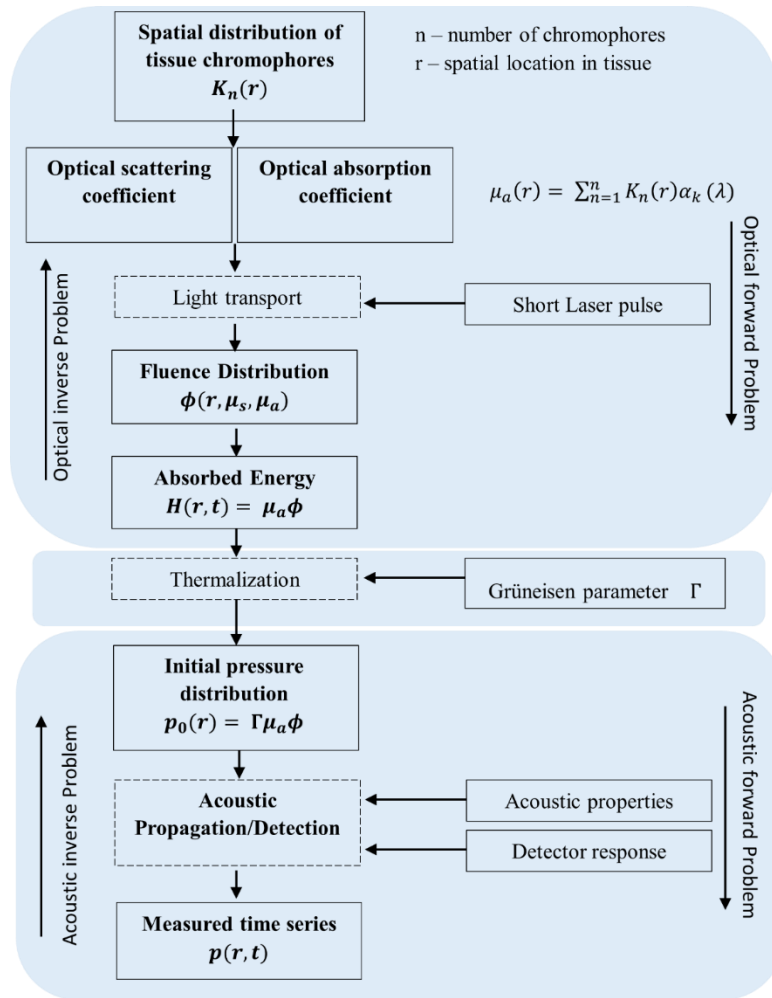 Spatial distribution of
tissue chromophores
K_n(r)
n – number of chromophores
r – spatial location in tissue
Optical scattering
coefficient
Optical absorption
coefficient
μ_a(r) = ∑_{n=1}^{n} K_n(r)α_k (λ)
Light transport
Short Laser pulse
Fluence Distribution
ϕ(r, μ_s, μ_a)
Absorbed Energy
H(r, t) = μ_aϕ
Optical inverse Problem
Optical forward Problem
Thermalization
Grüneisen parameter Γ
Initial pressure
distribution
p_0(r) = Γμ_aϕ
Acoustic
Propagation/Detection
Acoustic properties
Detector response
Measured time series
p(r, t)
Acoustic inverse Problem
Acoustic forward Problem